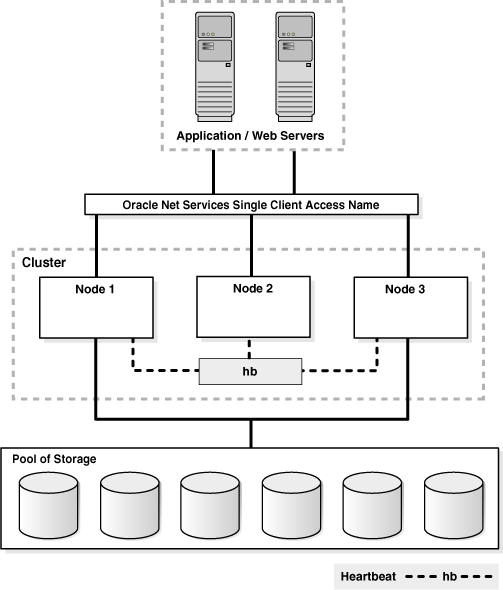 Application / Web Servers
Oracle Net Services Single Client Access Name
Cluster
Node 1
Node 2
Node 3
hb
Pool of Storage
Heartbeat hb